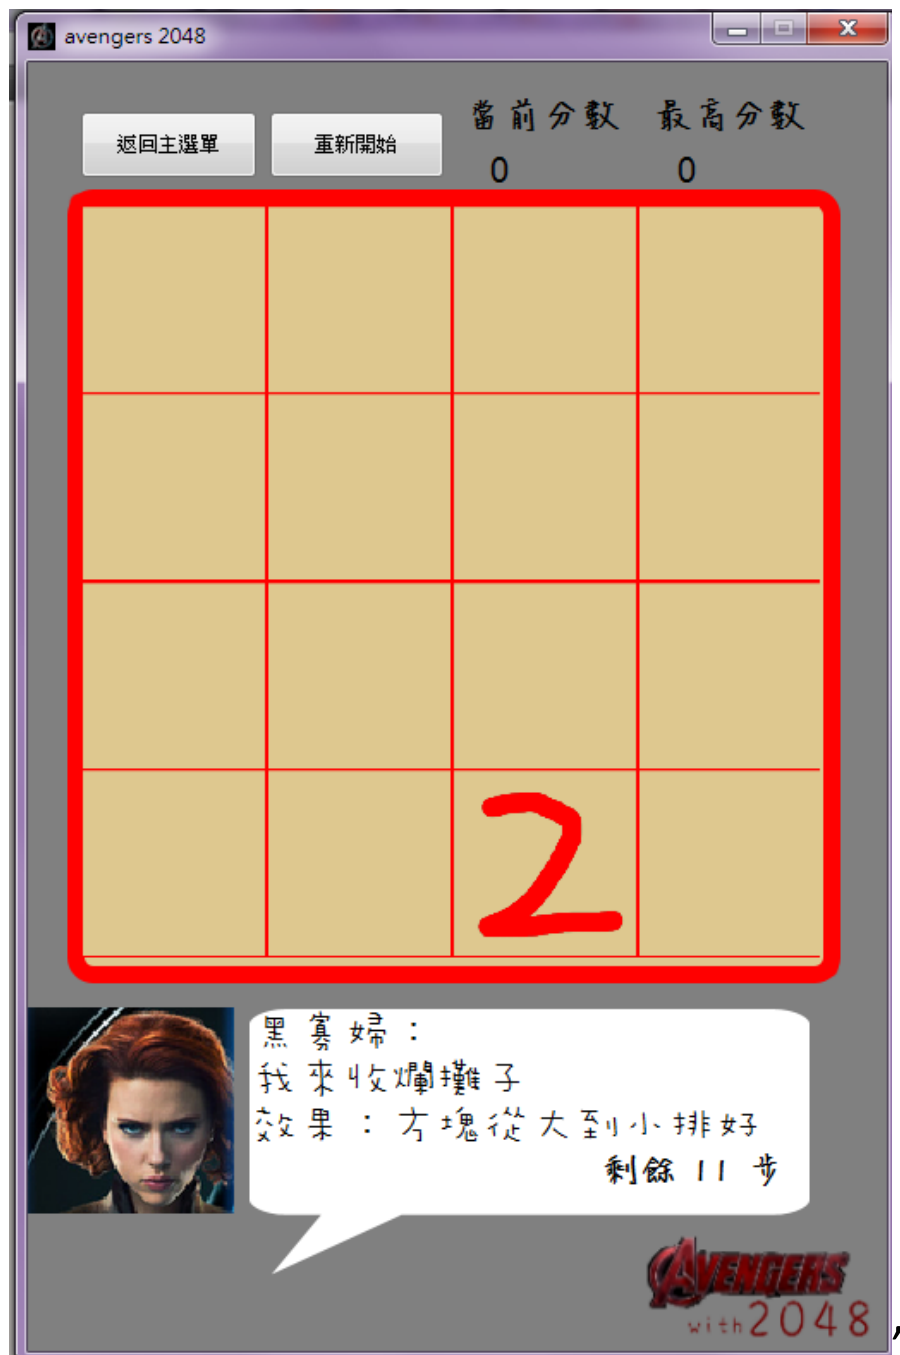 avengers 2048
返回主選單
重新開始
當前分數
最高分數
0
0
2
黑寡婦：
我來收爛攤子
效果：方塊從大到小排好
剩餘 11 步
AVENGERS
with 2048
,